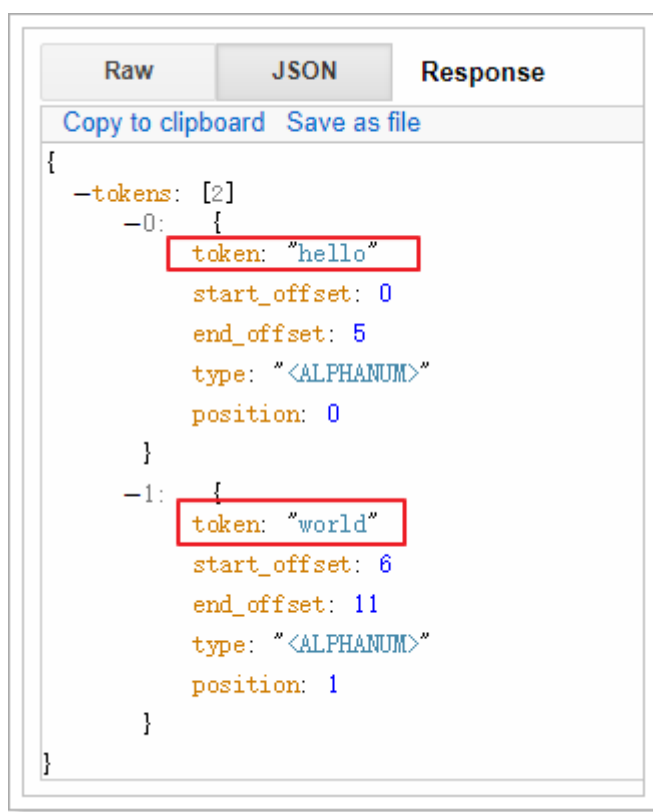 Raw JSON Response
Copy to clipboard Save as file
{
—tokens: [2]
—0: {
token: "hello"
start_offset: 0
end_offset: 5
type: "<ALPHANUM>"
position: 0
}
—1: {
token: "world"
start_offset: 6
end_offset: 11
type: "<ALPHANUM>"
position: 1
}
}